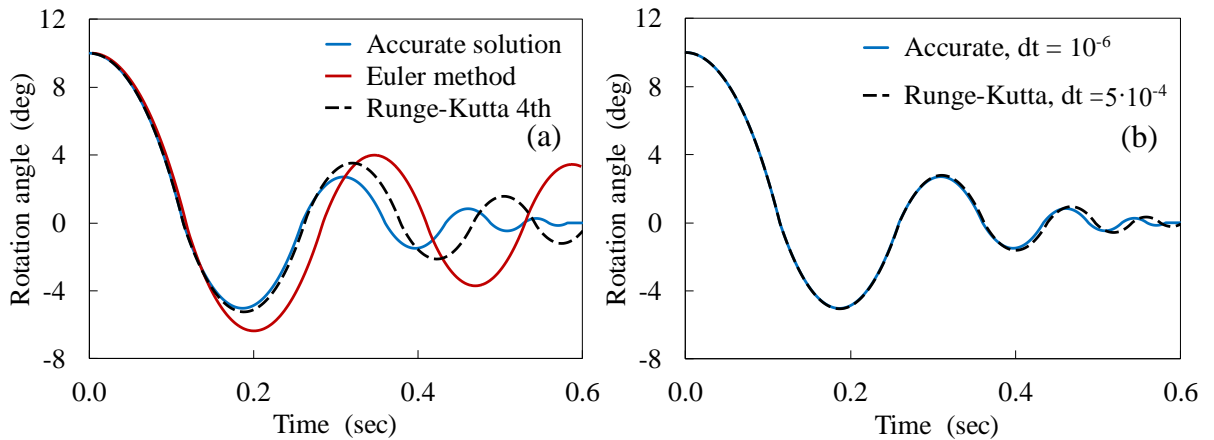 12
8
4
0
-4
-8
Rotation angle (deg)
Accurate solution
Euler method
Runge-Kutta 4th
(a)
0.0
0.2
0.4
0.6
Time (sec)
12
8
4
0
-4
-8
Rotation angle (deg)
Accurate, dt = 10⁻⁶
Runge-Kutta, dt =5·10⁻⁴
(b)
0.0
0.2
0.4
0.6
Time (sec)